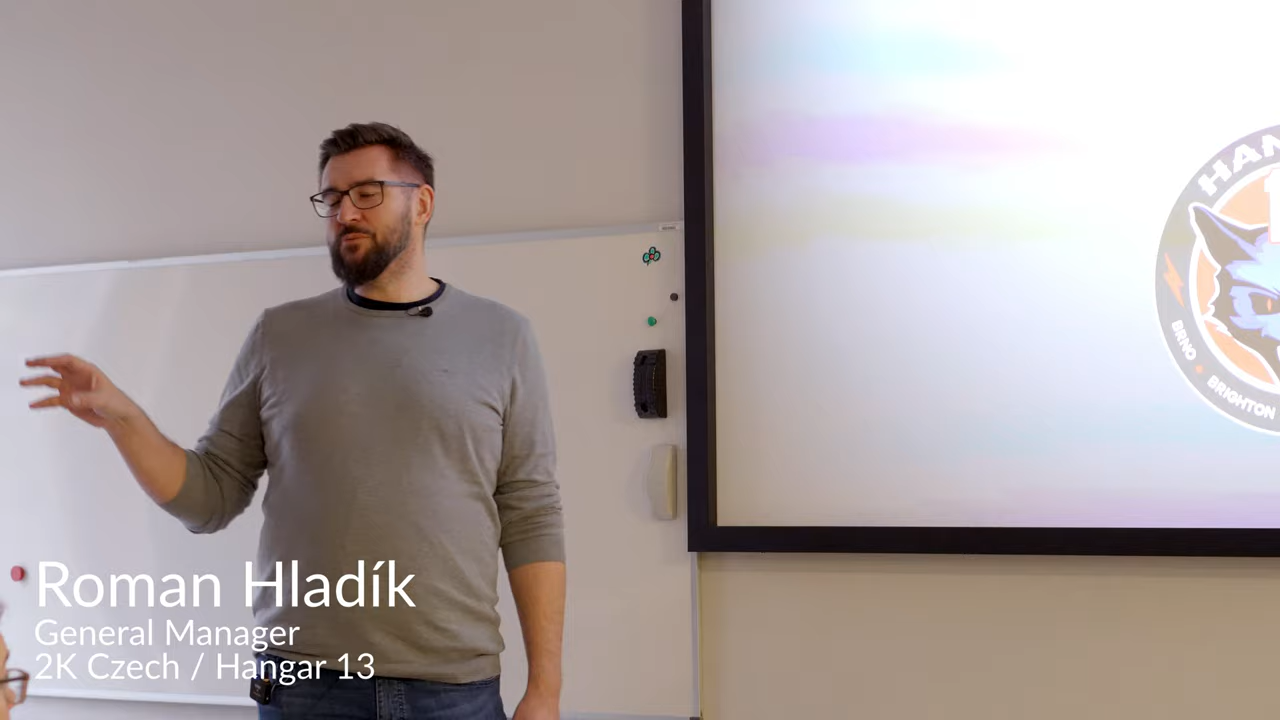 Roman Hladík
General Manager
2K Czech / Hangar 13
BRNO • BRIGHTON